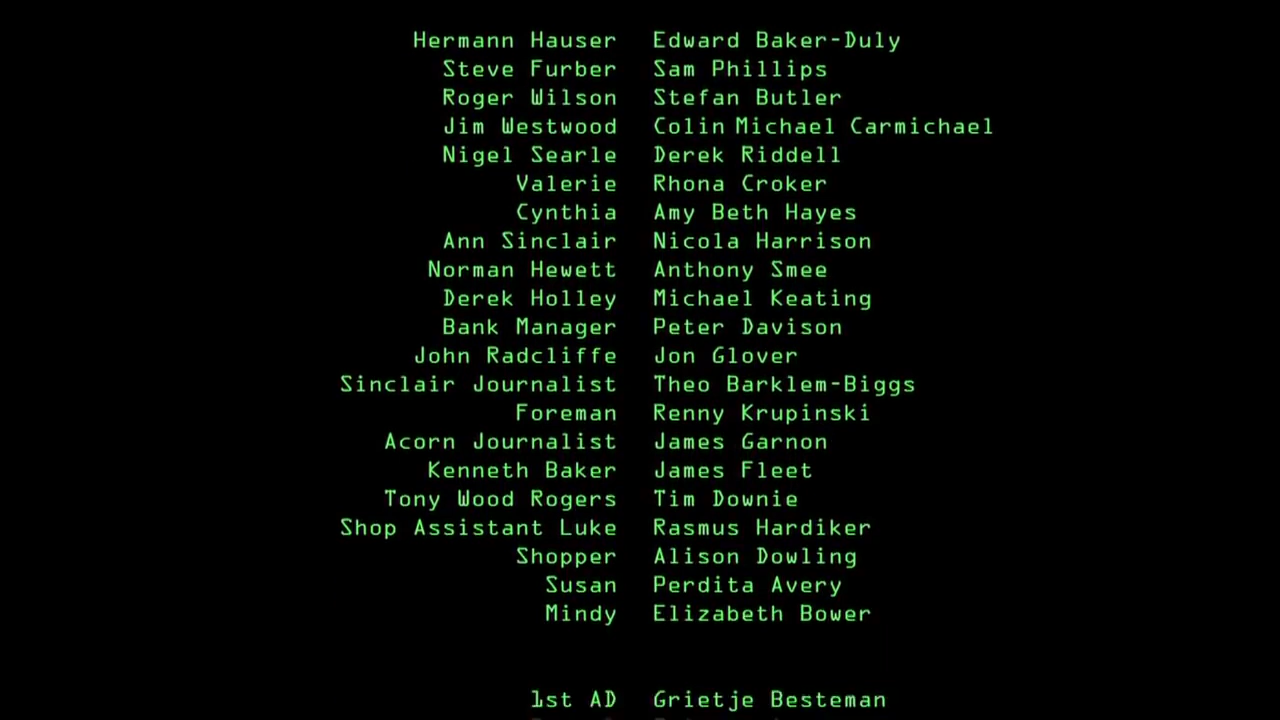 Hermann Hauser Edward Baker-Duly
Steve Furber Sam Phillips
Roger Wilson Stefan Butler
Jim Westwood Colin Michael Carmichael
Nigel Searle Derek Riddell
Valerie Rhona Croker
Cynthia Amy Beth Hayes
Ann Sinclair Nicola Harrison
Norman Hewett Anthony Smee
Derek Holley Michael Keating
Bank Manager Peter Davison
John Radcliffe Jon Glover
Sinclair Journalist Theo Barklem-Biggs
Foreman Renny Krupinski
Acorn Journalist James Garnon
Kenneth Baker James Fleet
Tony Wood Rogers Tim Downie
Shop Assistant Luke Rasmus Hardiker
Shopper Alison Dowling
Susan Perdita Avery
Mindy Elizabeth Bower
1st AD Grietje Besteman